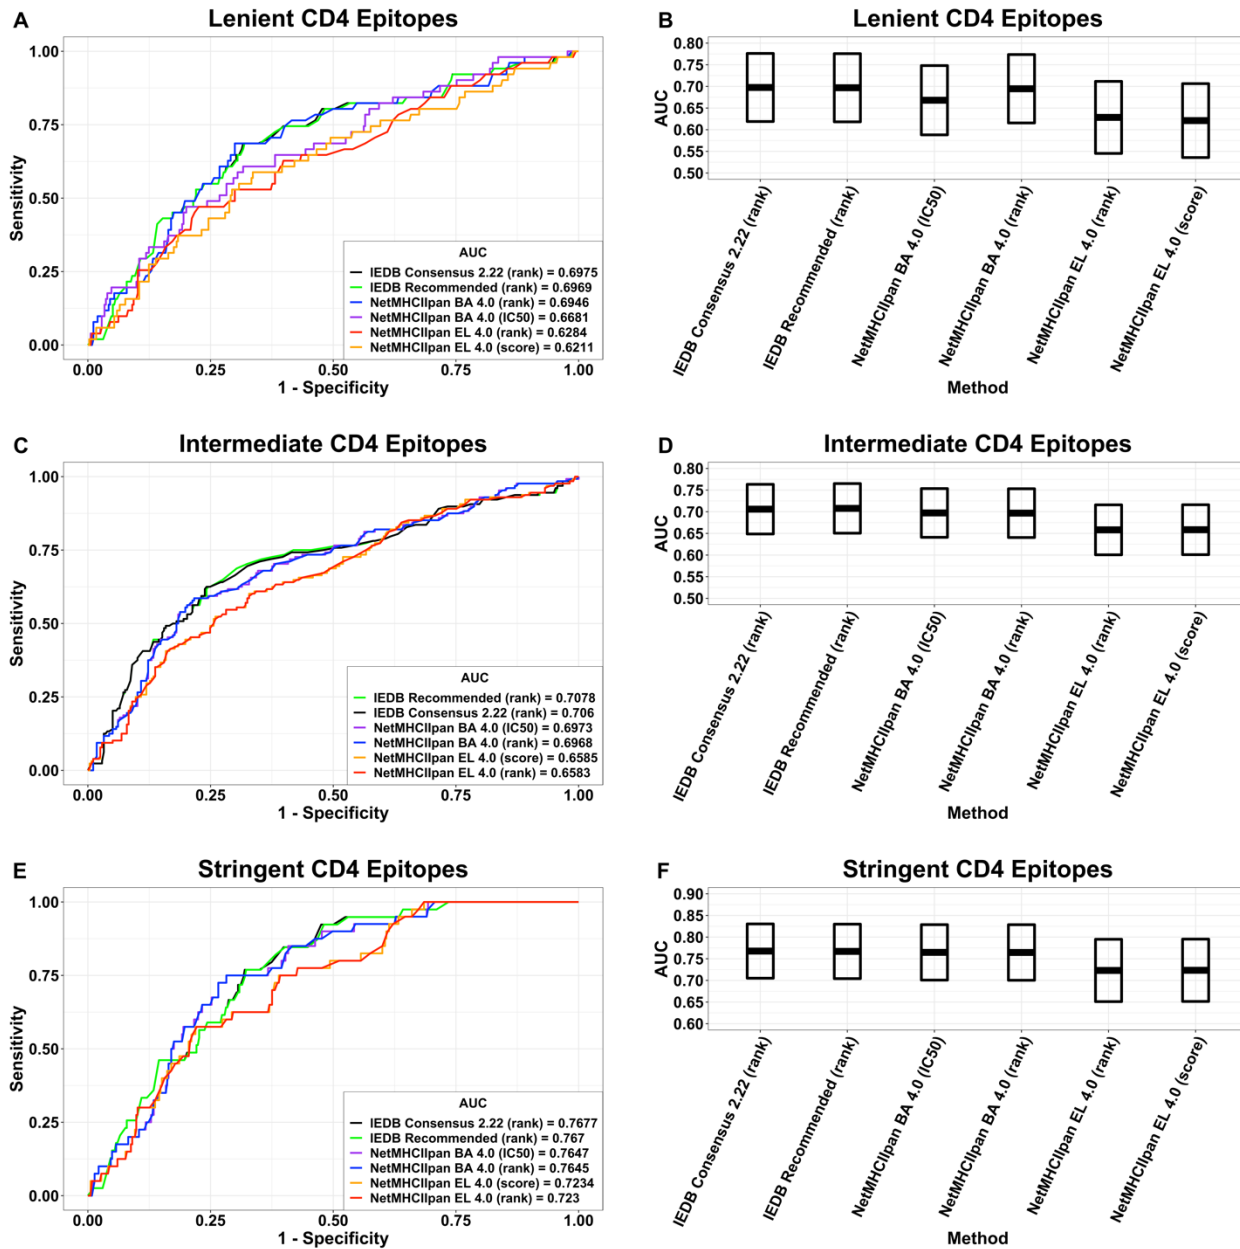 A
Lenient CD4 Epitopes
Sensitivity
1.00
0.75
0.50
0.25
0.00
AUC
IEDB Consensus 2.22 (rank) = 0.6975
IEDB Recommended (rank) = 0.6969
NetMHCIIpan BA 4.0 (rank) = 0.6946
NetMHCIIpan BA 4.0 (IC50) = 0.6681
NetMHCIIpan EL 4.0 (rank) = 0.6284
NetMHCIIpan EL 4.0 (score) = 0.6211
0.00 0.25 0.50 0.75 1.00
1 - Specificity
B
Lenient CD4 Epitopes
AUC
0.80
0.75
0.70
0.65
0.60
0.55
0.50
IEDB Consensus 2.22 (rank)
IEDB Recommended (rank)
NetMHCIIpan BA 4.0 (IC50)
NetMHCIIpan BA 4.0 (rank)
NetMHCIIpan EL 4.0 (rank)
NetMHCIIpan EL 4.0 (score)
Method
C
Intermediate CD4 Epitopes
Sensitivity
1.00
0.75
0.50
0.25
0.00
AUC
IEDB Recommended (rank) = 0.7078
IEDB Consensus 2.22 (rank) = 0.706
NetMHCIIpan BA 4.0 (IC50) = 0.6973
NetMHCIIpan BA 4.0 (rank) = 0.6968
NetMHCIIpan EL 4.0 (score) = 0.6585
NetMHCIIpan EL 4.0 (rank) = 0.6583
0.00 0.25 0.50 0.75 1.00
1 - Specificity
D
Intermediate CD4 Epitopes
AUC
0.80
0.75
0.70
0.65
0.60
0.55
0.50
IEDB Consensus 2.22 (rank)
IEDB Recommended (rank)
NetMHCIIpan BA 4.0 (IC50)
NetMHCIIpan BA 4.0 (rank)
NetMHCIIpan EL 4.0 (rank)
NetMHCIIpan EL 4.0 (score)
Method
E
Stringent CD4 Epitopes
Sensitivity
1.00
0.75
0.50
0.25
0.00
AUC
IEDB Consensus 2.22 (rank) = 0.7677
IEDB Recommended (rank) = 0.767
NetMHCIIpan BA 4.0 (IC50) = 0.7647
NetMHCIIpan BA 4.0 (rank) = 0.7645
NetMHCIIpan EL 4.0 (score) = 0.7234
NetMHCIIpan EL 4.0 (rank) = 0.723
0.00 0.25 0.50 0.75 1.00
1 - Specificity
F
Stringent CD4 Epitopes
AUC
0.90
0.85
0.80
0.75
0.70
0.65
0.60
IEDB Consensus 2.22 (rank)
IEDB Recommended (rank)
NetMHCIIpan BA 4.0 (IC50)
NetMHCIIpan BA 4.0 (rank)
NetMHCIIpan EL 4.0 (rank)
NetMHCIIpan EL 4.0 (score)
Method